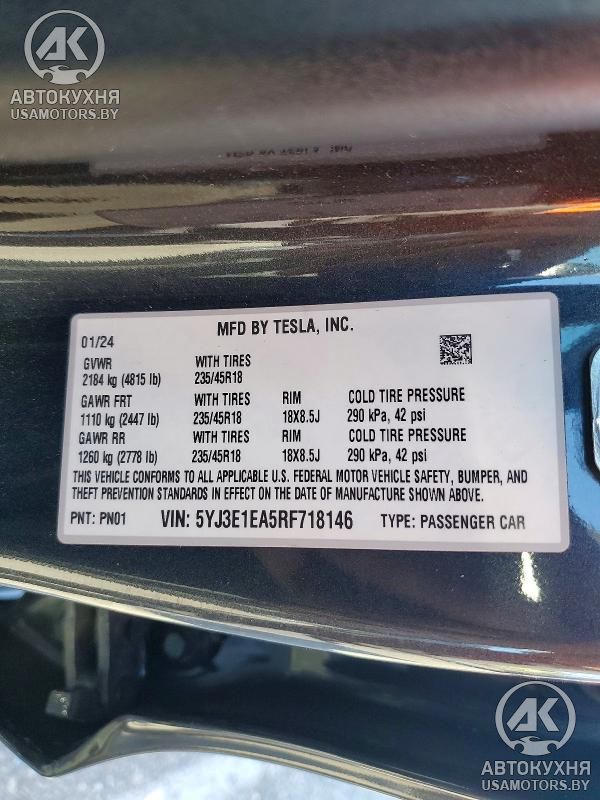 АК
АВТОКУХНЯ
USAMOTORS.BY
MFD BY TESLA, INC.
01/24
GVWR WITH TIRES
2184 kg (4815 lb) 235/45R18
GAWR FRT WITH TIRES RIM COLD TIRE PRESSURE
1110 kg (2447 lb) 235/45R18 18X8.5J 290 kPa, 42 psi
GAWR RR WITH TIRES RIM COLD TIRE PRESSURE
1260 kg (2778 lb) 235/45R18 18X8.5J 290 kPa, 42 psi
THIS VEHICLE CONFORMS TO ALL APPLICABLE U.S. FEDERAL MOTOR VEHICLE SAFETY, BUMPER, AND
THEFT PREVENTION STANDARDS IN EFFECT ON THE DATE OF MANUFACTURE SHOWN ABOVE.
PNT: PN01 VIN: 5YJ3E1EA5RF718146 TYPE: PASSENGER CAR
АК
АВТОКУХНЯ
USAMOTORS.BY